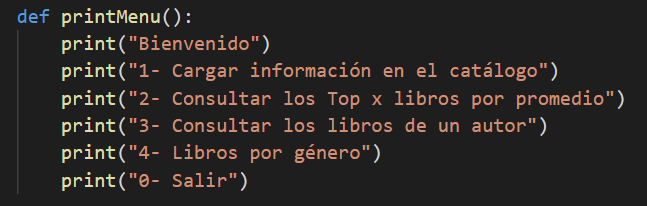 def printMenu():
    print("Bienvenido")
    print("1- Cargar información en el catálogo")
    print("2- Consultar los Top x libros por promedio")
    print("3- Consultar los libros de un autor")
    print("4- Libros por género")
    print("0- Salir")